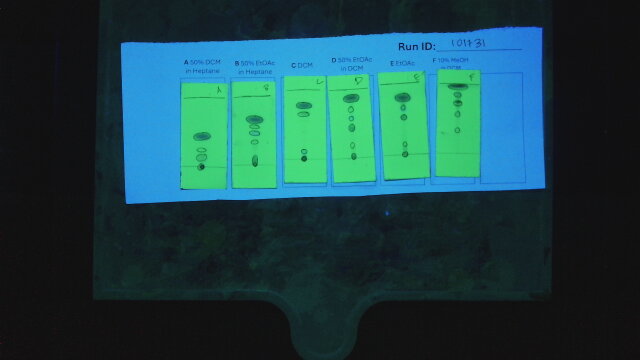 Run ID: 101731
A 50% DCM in Heptane
B 50% EtOAc in Heptane
C DCM
D 50% EtOAc in DCM
E EtOAc
F 10% MeOH in DCM
A
B
C
D
E
F